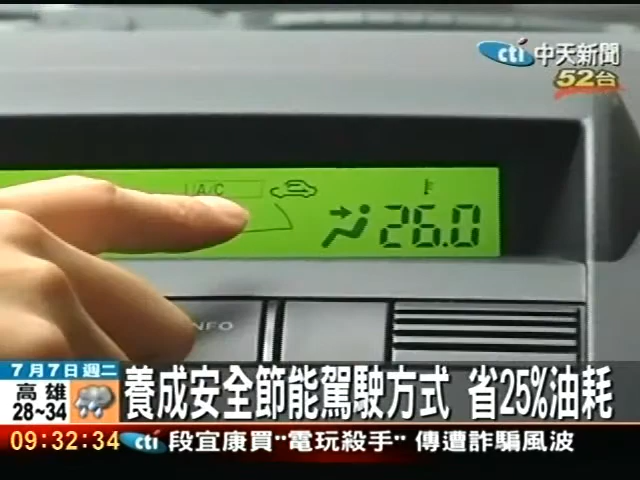 cti 中天新聞
52台
A/C
26.0
INFO
7月7日週二
高雄
28~34
養成安全節能駕駛方式 省25%油耗
09:32:34 cti 段宜康買"電玩殺手" 傳遭詐騙風波